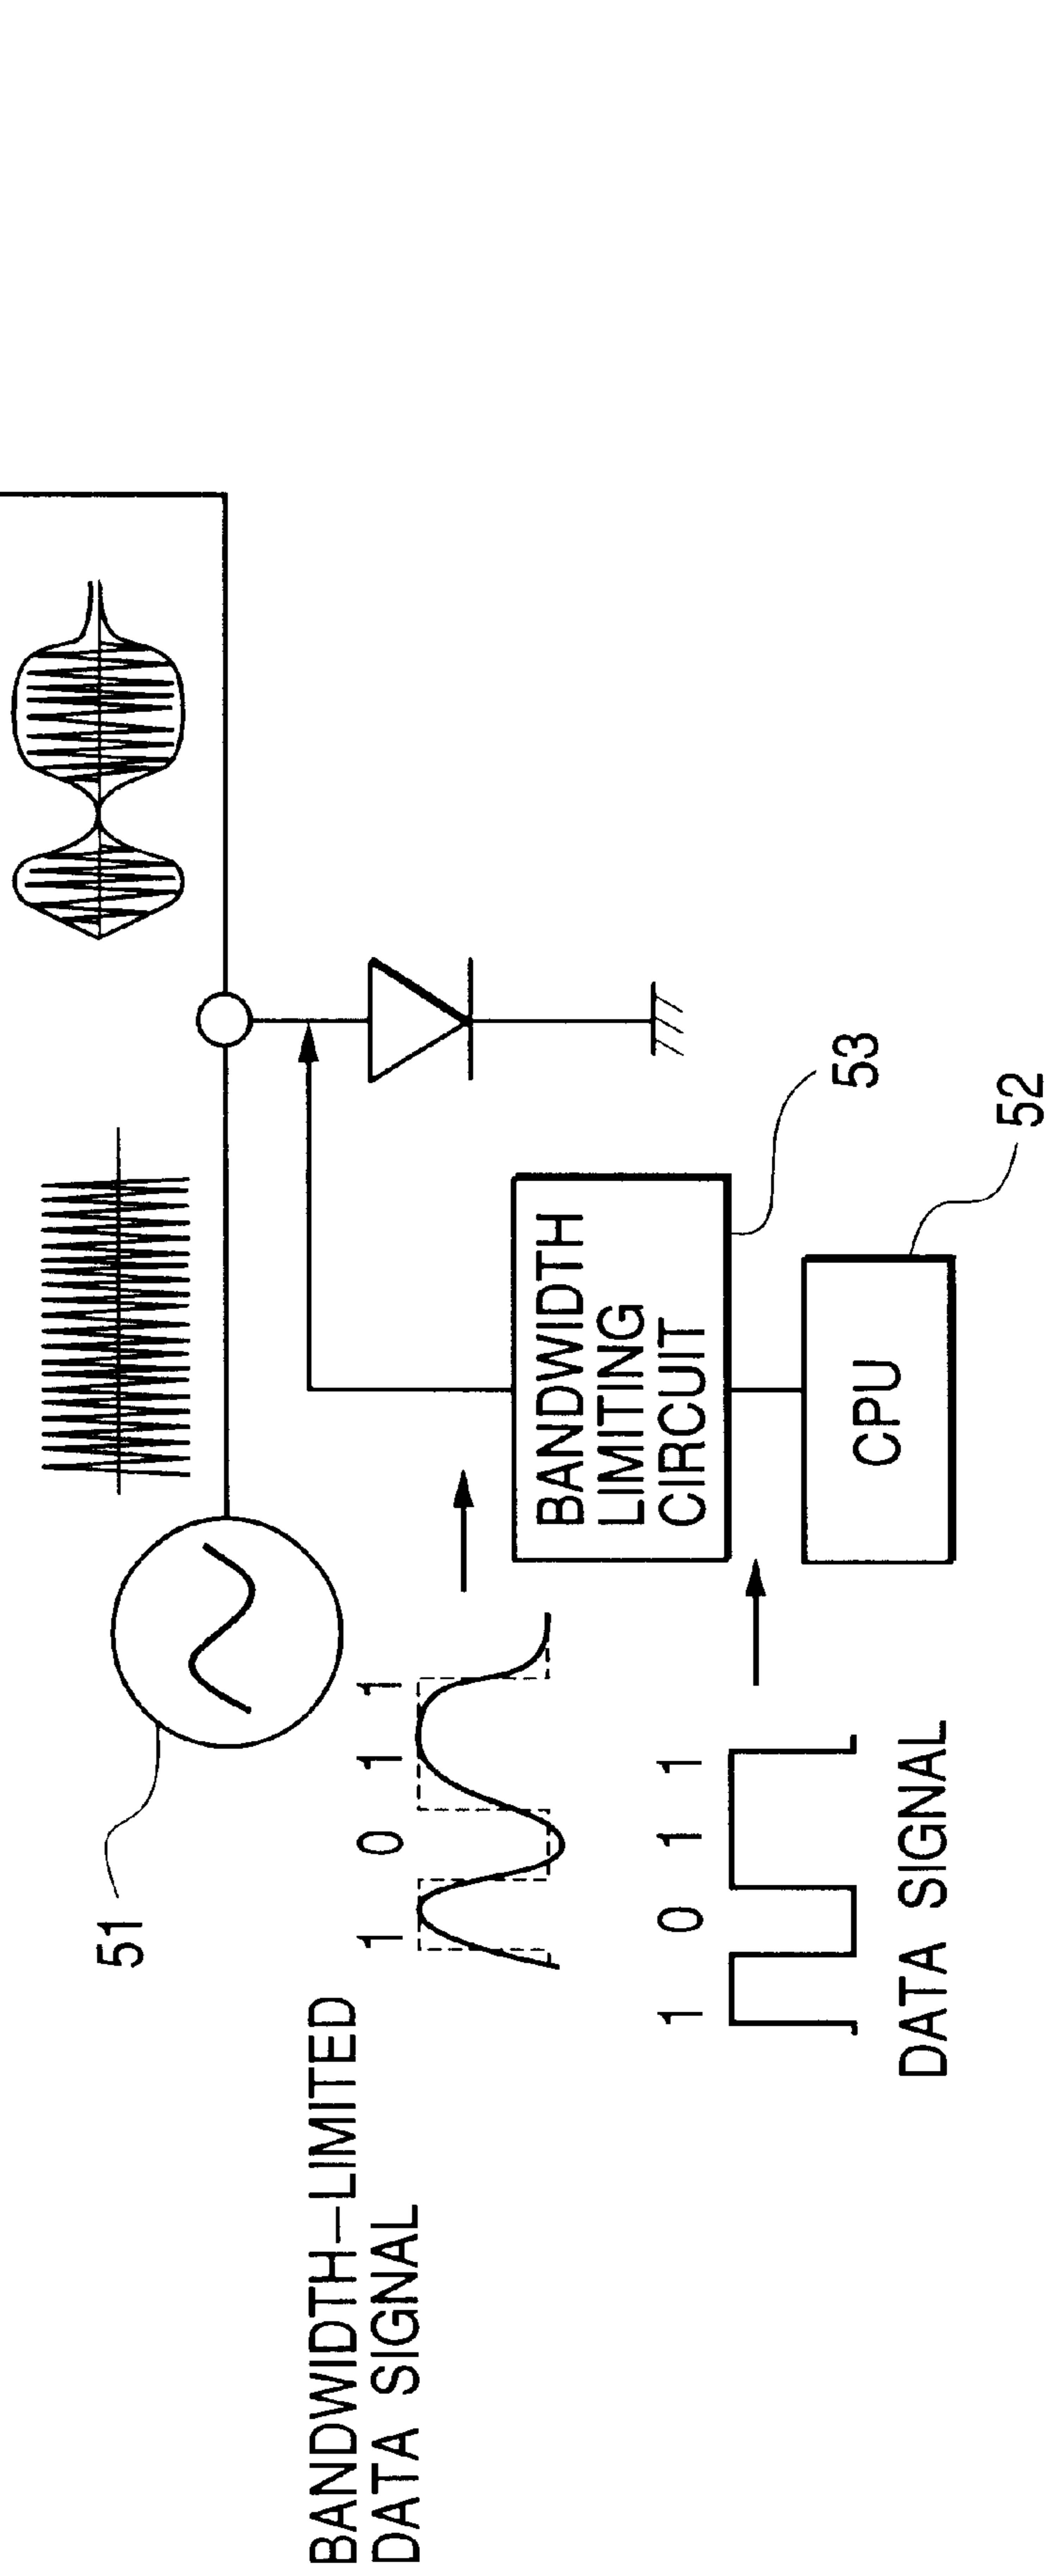 51
BANDWIDTH-LIMITED
DATA SIGNAL
1 0 1 1
BANDWIDTH
LIMITING
CIRCUIT
53
1 0 1 1
DATA SIGNAL
CPU
52